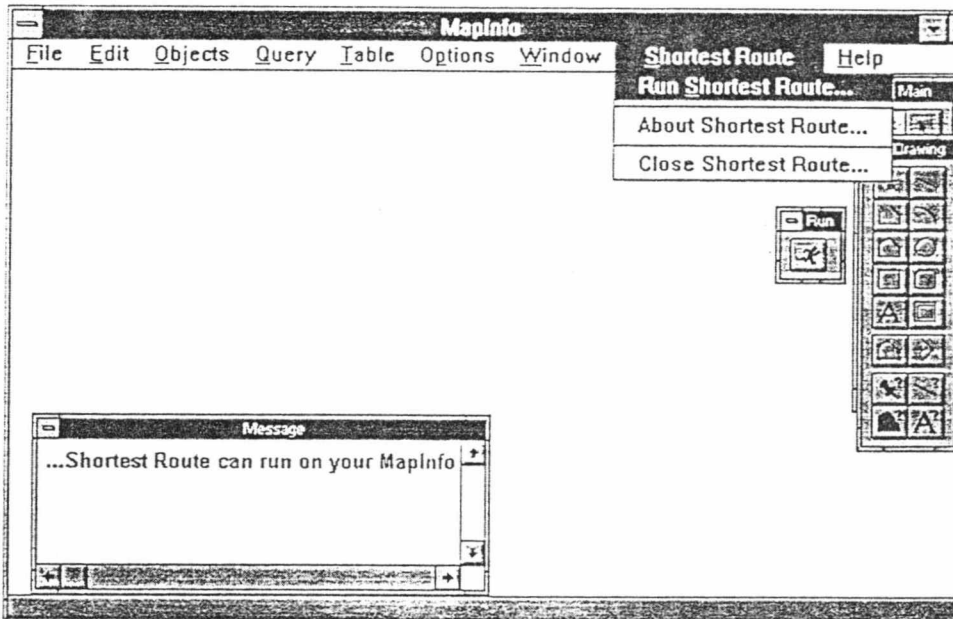 MapInfo
File Edit Objects Query Table Options Window Shortest Route Help
Run Shortest Route...
About Shortest Route...
Close Shortest Route...
Main
Drawing
Run
A
A?
Message
...Shortest Route can run on your MapInfo